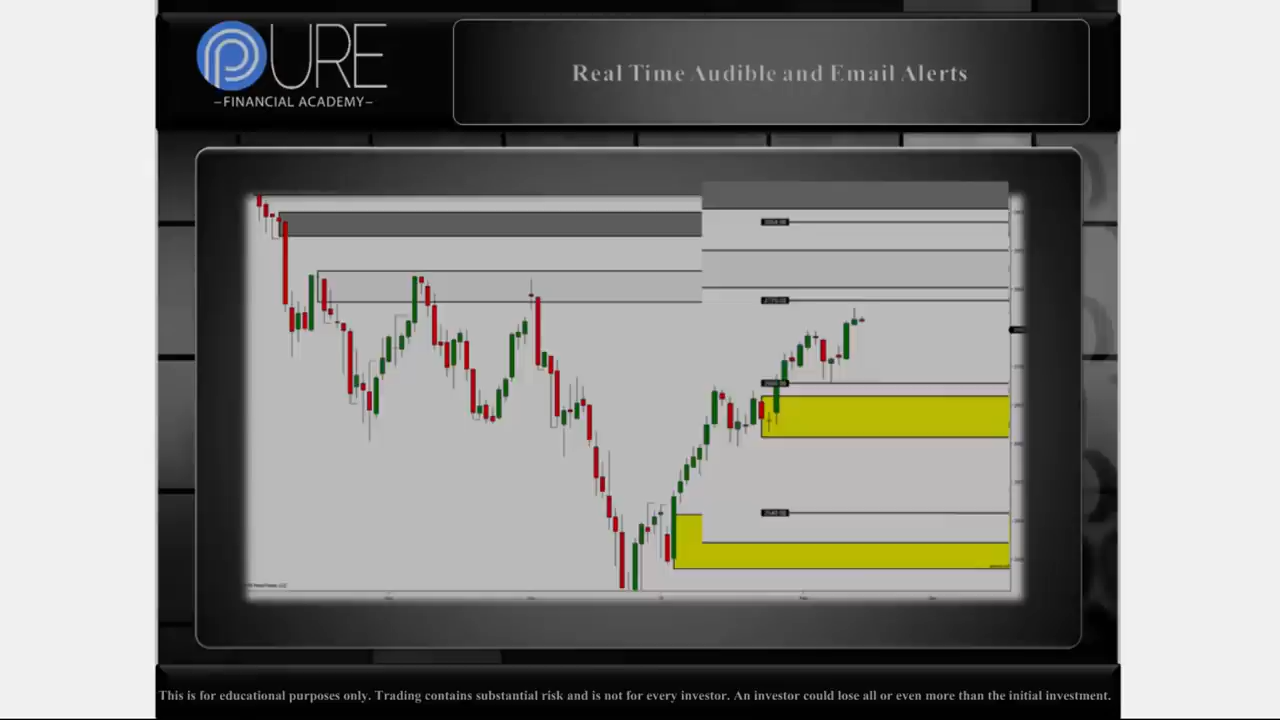 PURE
–FINANCIAL ACADEMY–
Real Time Audible and Email Alerts
This is for educational purposes only. Trading contains substantial risk and is not for every investor. An investor could lose all or even more than the initial investment.